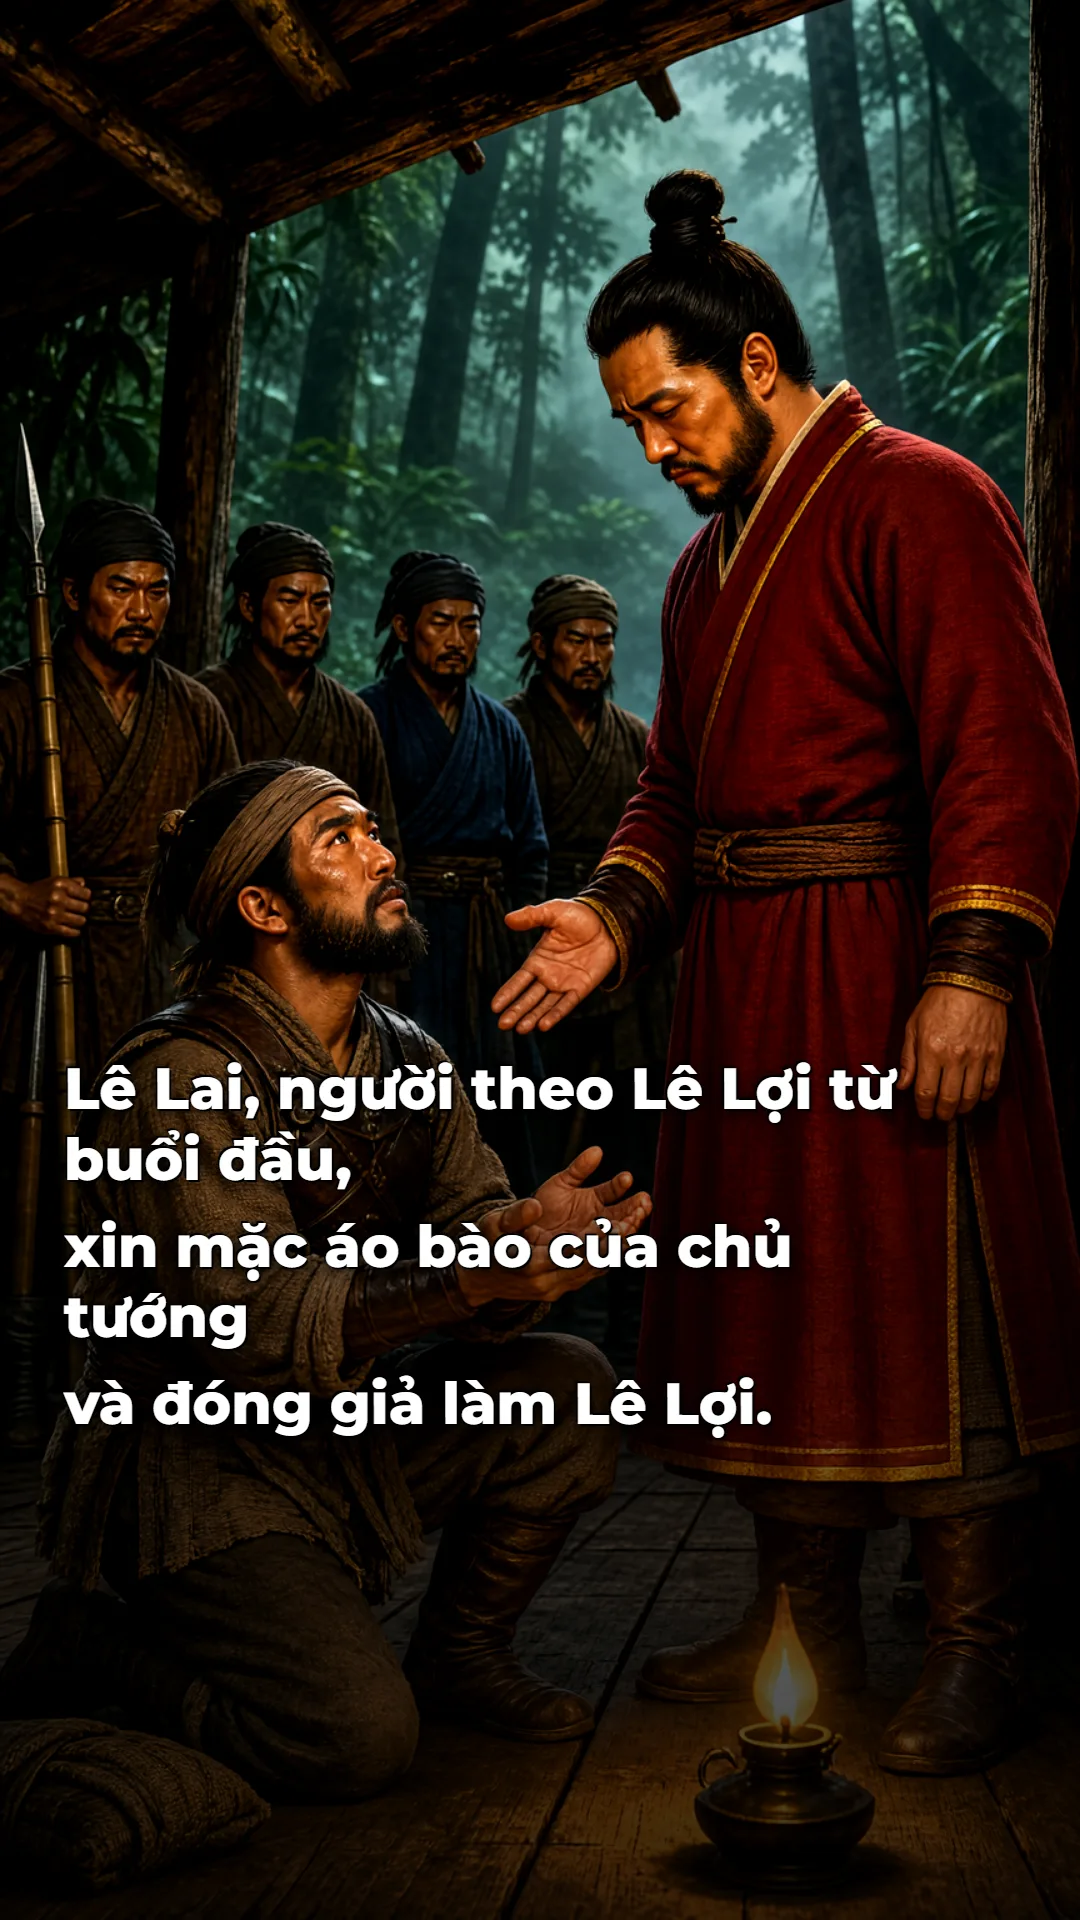 Lê Lai, người theo Lê Lợi từ
buổi đầu,
xin mặc áo bào của chủ
tướng
và đóng giả làm Lê Lợi.